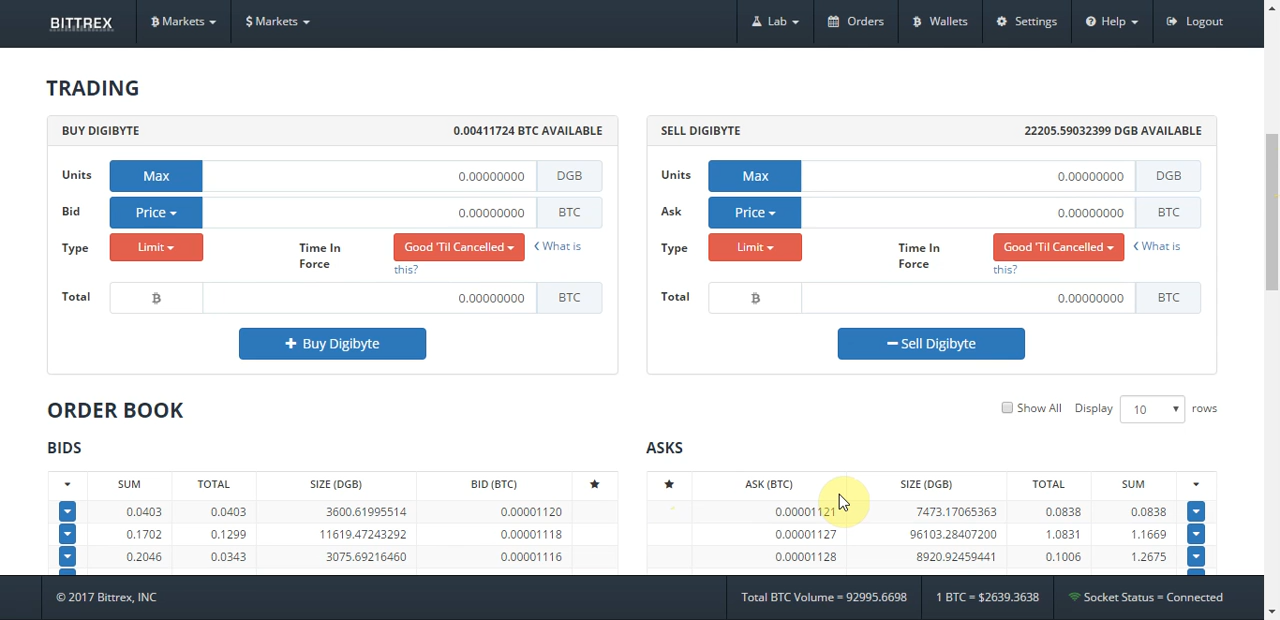 BITTREX
Ƀ Markets
$ Markets
Lab
Orders
Ƀ Wallets
Settings
Help
Logout
TRADING
BUY DIGIBYTE 0.00411724 BTC AVAILABLE
Units Max 0.00000000 DGB
Bid Price 0.00000000 BTC
Type Limit Time In Force Good 'Til Cancelled What is this?
Total Ƀ 0.00000000 BTC
+ Buy Digibyte
SELL DIGIBYTE 22205.59032399 DGB AVAILABLE
Units Max 0.00000000 DGB
Ask Price 0.00000000 BTC
Type Limit Time In Force Good 'Til Cancelled What is this?
Total Ƀ 0.00000000 BTC
− Sell Digibyte
ORDER BOOK
Show All Display 10 rows
BIDS
SUM TOTAL SIZE (DGB) BID (BTC)
0.0403 0.0403 3600.61995514 0.00001120
0.1702 0.1299 11619.47243292 0.00001118
0.2046 0.0343 3075.69216460 0.00001116
ASKS
ASK (BTC) SIZE (DGB) TOTAL SUM
0.00001121 7473.17065363 0.0838 0.0838
0.00001127 96103.28407200 1.0831 1.1669
0.00001128 8920.92459441 0.1006 1.2675
© 2017 Bittrex, INC
Total BTC Volume = 92995.6698
1 BTC = $2639.3638
Socket Status = Connected